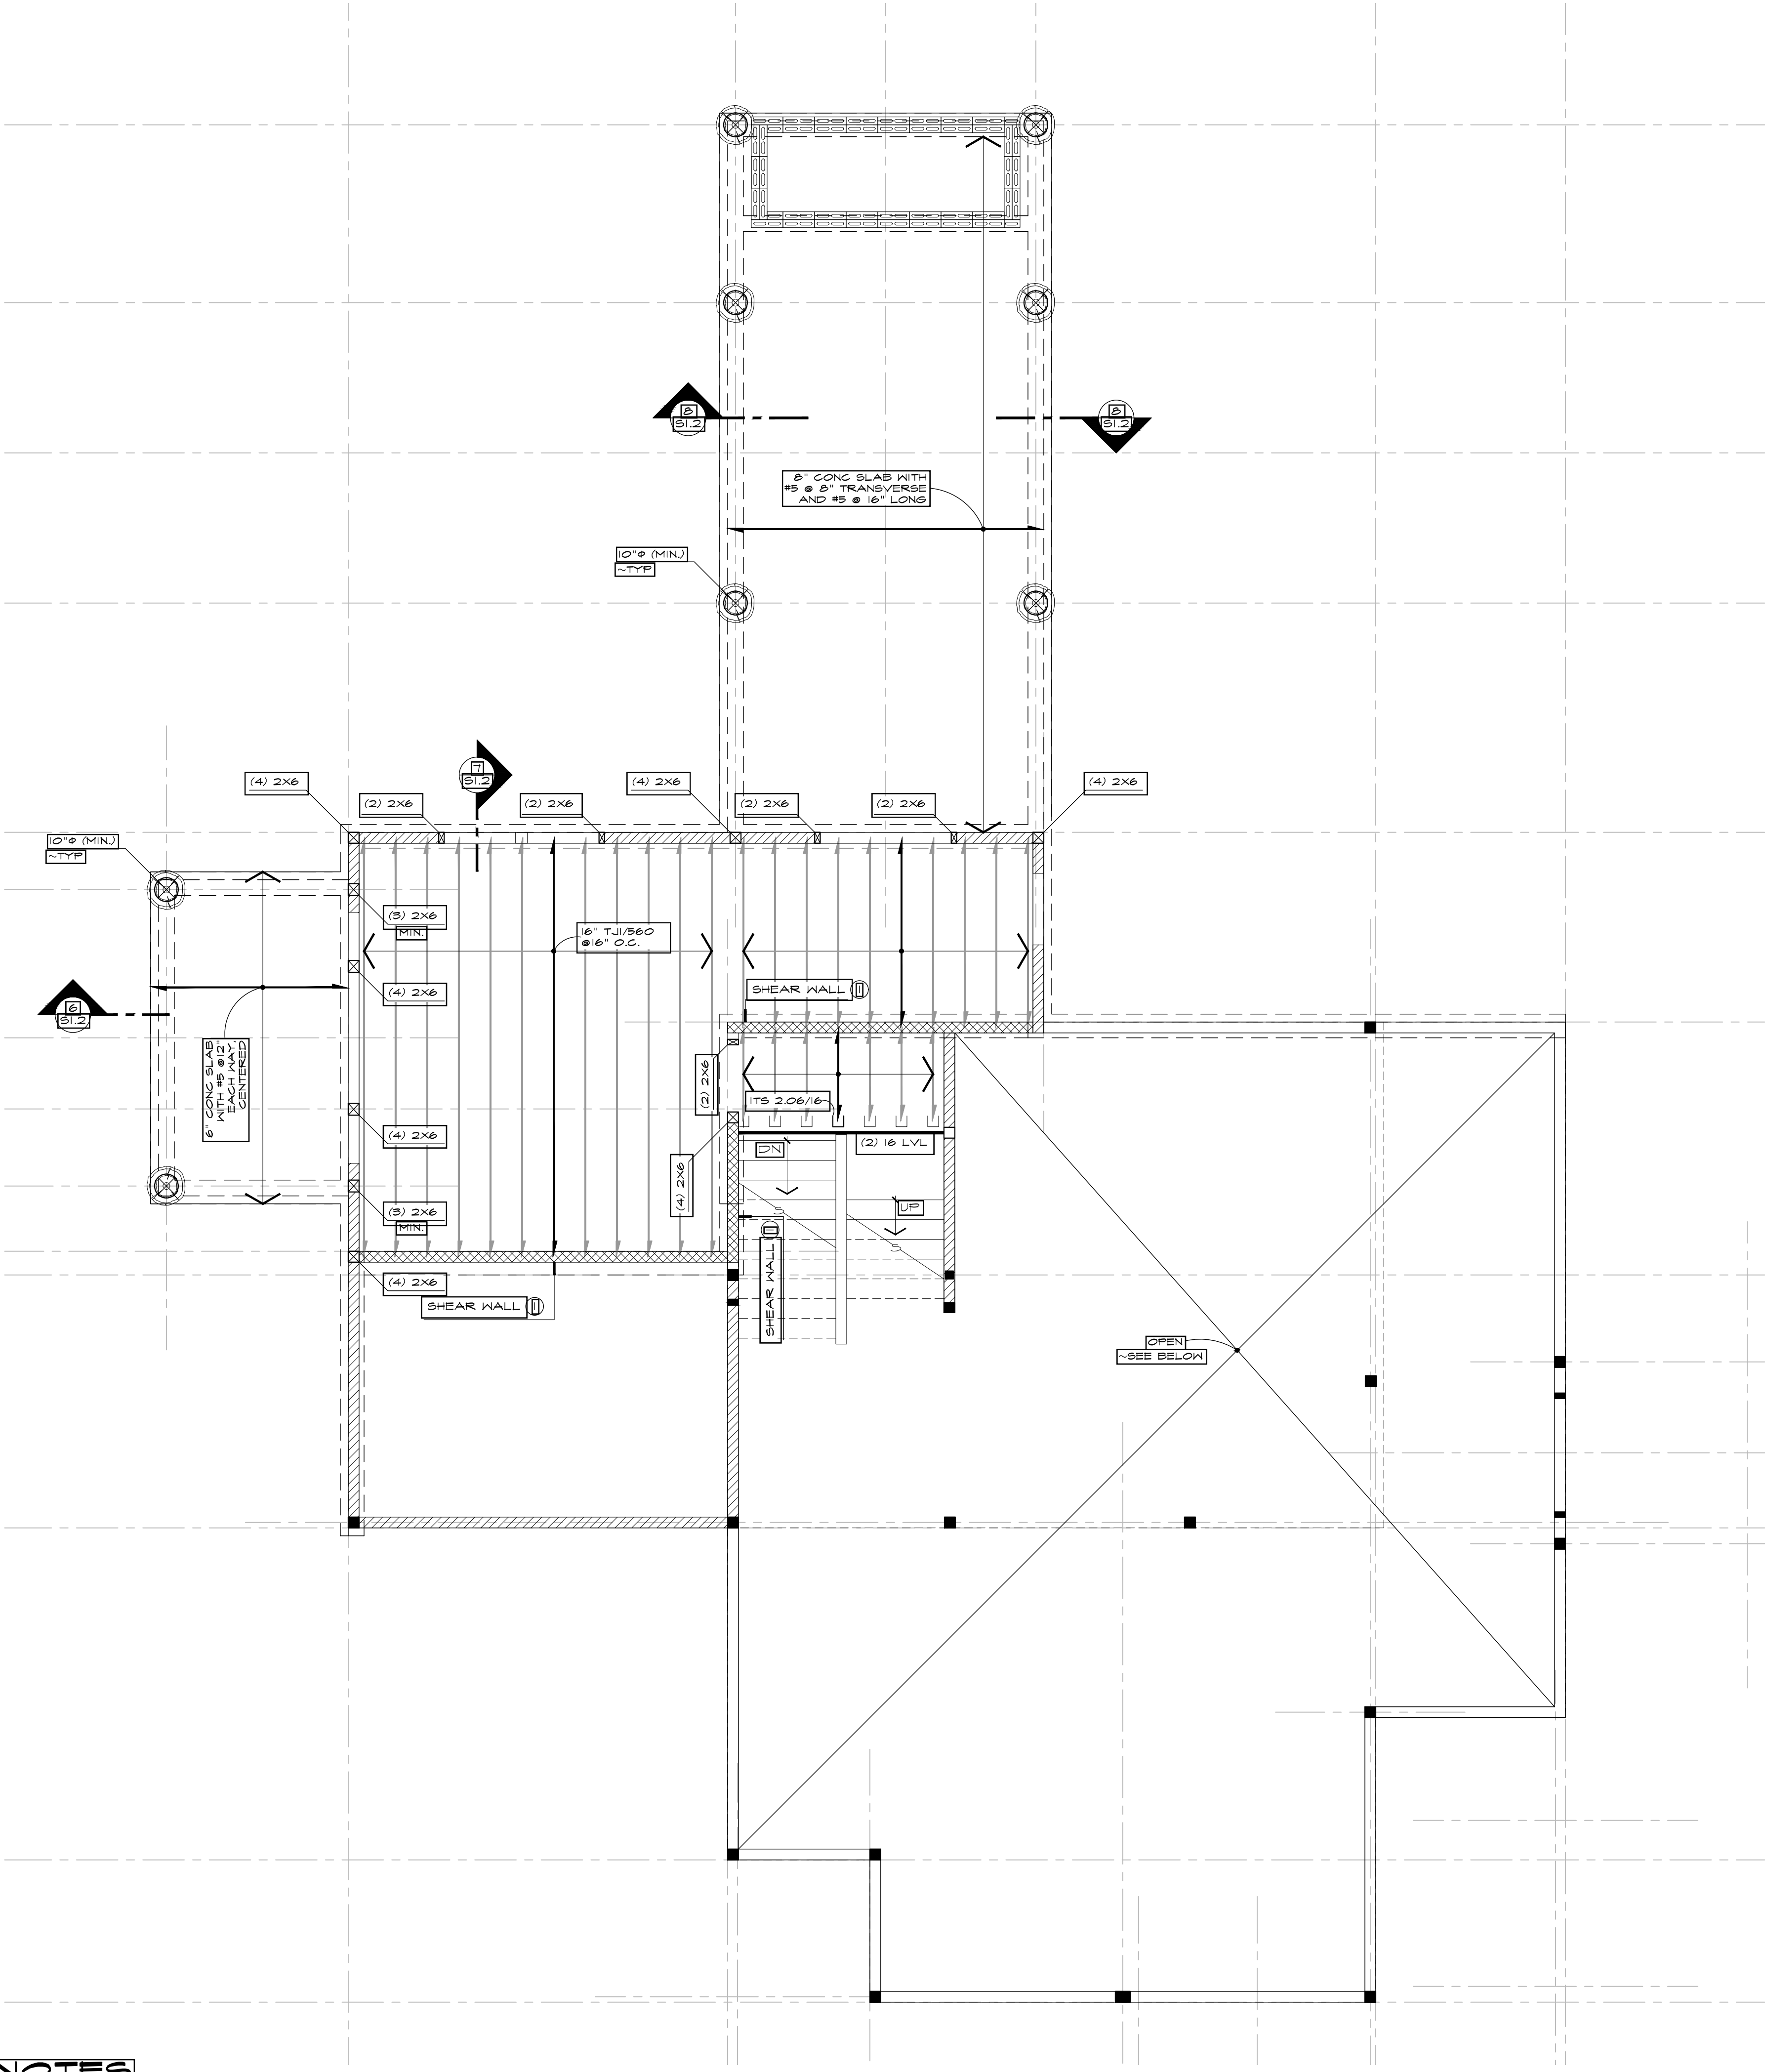 8
S1.2
8
S1.2
8" CONC SLAB WITH
#5 @ 8" TRANSVERSE
AND #5 @ 16" LONG
10"Φ (MIN.)
~TYP
7
S1.2
(4) 2X6
(2) 2X6
(2) 2X6
(4) 2X6
(2) 2X6
(2) 2X6
(4) 2X6
10"Φ (MIN.)
~TYP
(3) 2X6
MIN.
16" TJI/560
@16" O.C.
(4) 2X6
SHEAR WALL 1
6
S1.2
6" CONC SLAB
WITH #5 @12"
EACH WAY,
CENTERED
(2) 2X6
ITS 2.06/16
(4) 2X6
DN
(2) 16 LVL
(4) 2X6
UP
(3) 2X6
MIN.
SHEAR WALL 1
(4) 2X6
SHEAR WALL 1
OPEN
~SEE BELOW
NOTES